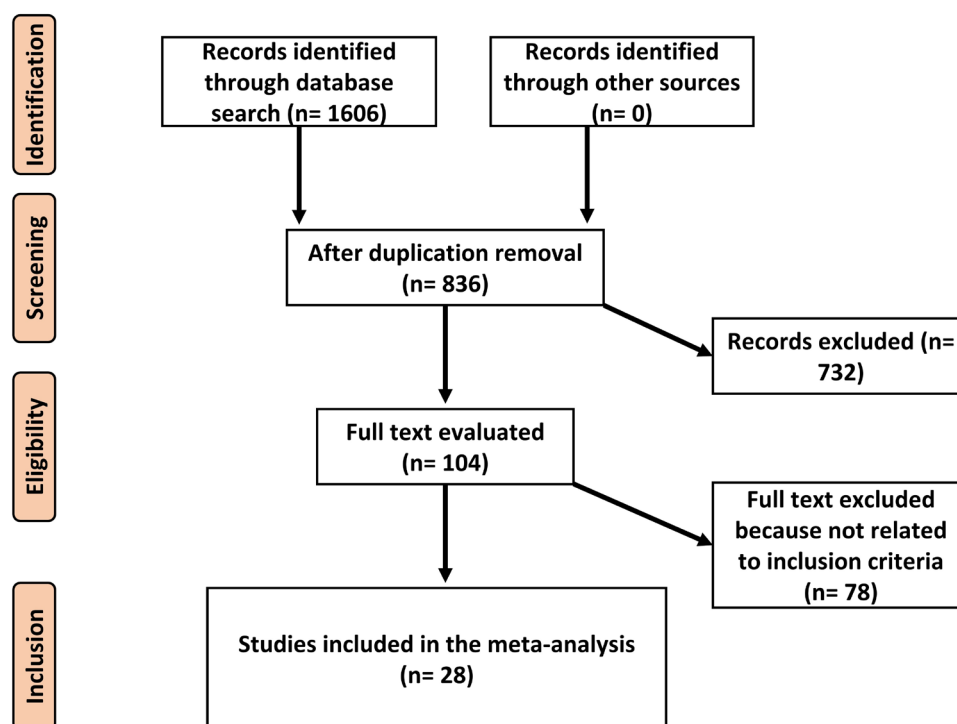 Identification
Records identified
through database
search (n= 1606)
Records identified
through other sources
(n= 0)
Screening
After duplication removal
(n= 836)
Records excluded (n=
732)
Eligibility
Full text evaluated
(n= 104)
Full text excluded
because not related
to inclusion criteria
(n= 78)
Inclusion
Studies included in the meta-analysis
(n= 28)